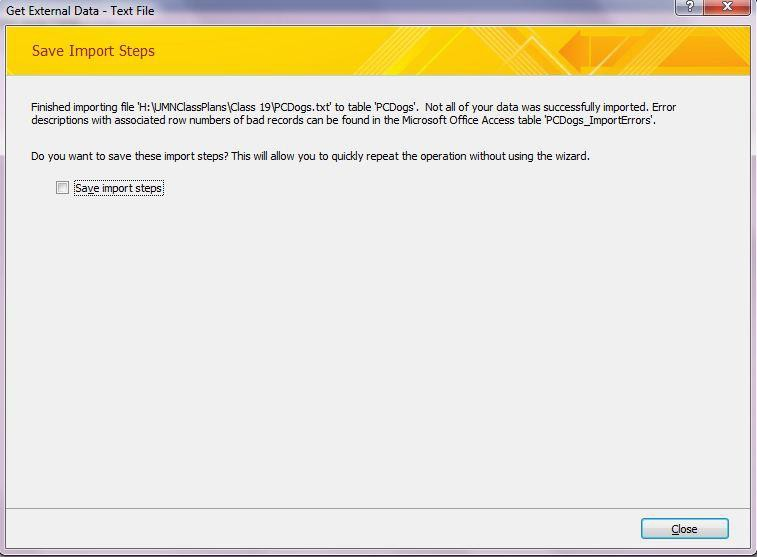 Get External Data - Text File
Save Import Steps
Finished importing file 'H:\UMNClassPlans\Class 19\PCDogs.txt' to table 'PCDogs'.  Not all of your data was successfully imported. Error
descriptions with associated row numbers of bad records can be found in the Microsoft Office Access table 'PCDogs_ImportErrors'.
Do you want to save these import steps? This will allow you to quickly repeat the operation without using the wizard.
Save import steps
Close